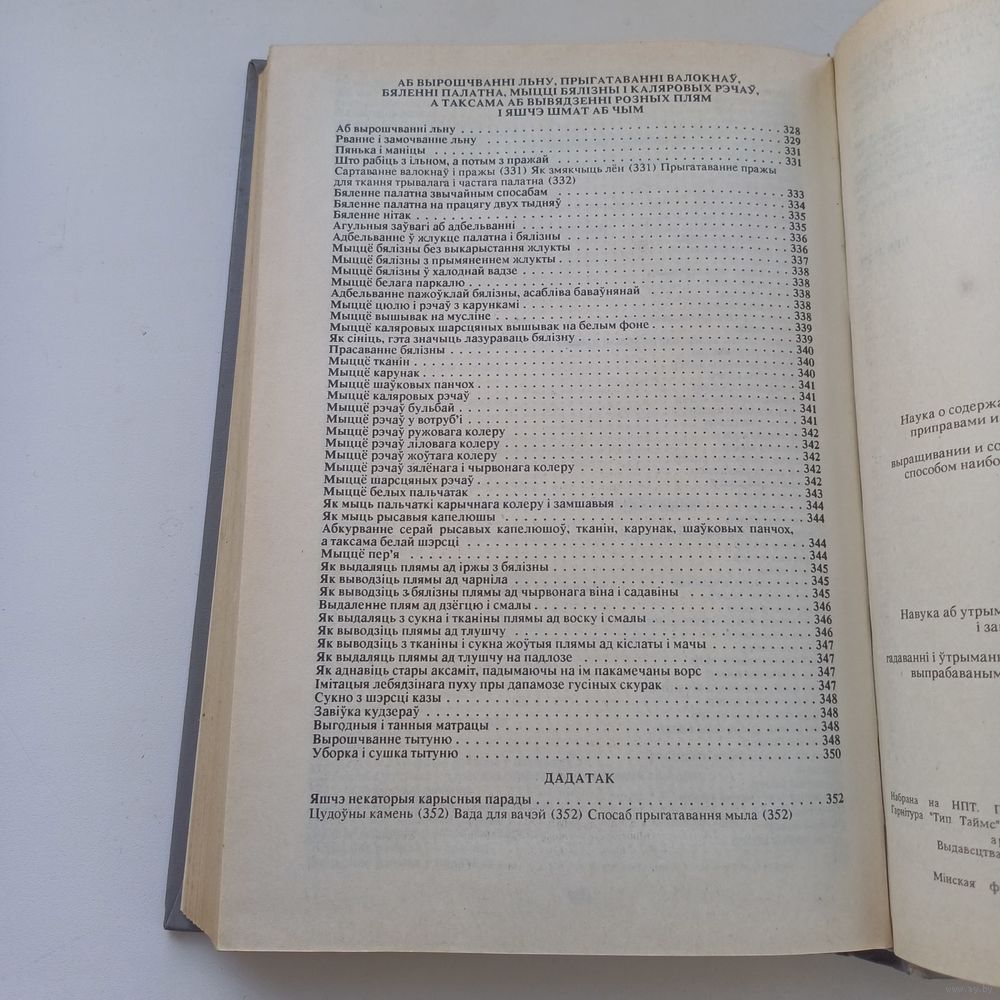 АБ ВЫРОШЧВАННІ ЛЬНУ, ПРЫГАТАВАННІ ВАЛОКНАЎ,
БЯЛЕННІ ПАЛАТНА, МЫЦЦІ БЯЛІЗНЫ І КАЛЯРОВЫХ РЭЧАЎ,
А ТАКСАМА АБ ВЫВЯДЗЕННІ РОЗНЫХ ПЛЯМ
І ЯШЧЭ ШМАТ АБ ЧЫМ
Аб вырошчванні льну 328
Рванне і замочванне льну 329
Пянька і маніцы 331
Што рабіць з ільном, а потым з пражай 331
Сартаванне валокнаў і пражы (331) Як змякчыць лён (331) Прыгатаванне пражы
для ткання трывалага і частага палатна (332)
Бяленне палатна звычайным спосабам 333
Бяленне палатна на працягу двух тыдняў 334
Бяленне нітак 335
Агульныя заўвагі аб адбельванні 335
Адбельванне ў жлукце палатна і бялізны 336
Мыццё бялізны без выкарыстання жлукты 336
Мыццё бялізны з прымяненнем жлукты 337
Мыццё бялізны ў халоднай вадзе 338
Мыццё белага паркалю 338
Адбельванне пажоўклай бялізны, асабліва баваўнянай 338
Мыццё цюлю і рэчаў з карункамі 338
Мыццё вышывак на мусліне 338
Мыццё каляровых шарсцяных вышывак на белым фоне 339
Як сініць, гэта значыць лазураваць бялізну 339
Прасаванне бялізны 340
Мыццё тканін 340
Мыццё карунак 340
Мыццё шаўковых панчох 341
Мыццё каляровых рэчаў 341
Мыццё рэчаў бульбай 341
Мыццё рэчаў у вотруб'і 341
Мыццё рэчаў ружовага колеру 342
Мыццё рэчаў ліловага колеру 342
Мыццё рэчаў жоўтага колеру 342
Мыццё рэчаў зялёнага і чырвонага колеру 342
Мыццё шарсцяных рэчаў 342
Мыццё белых пальчатак 343
Як мыць пальчаткі карычнага колеру і замшавыя 344
Як мыць рысавыя капелюшы 344
Абкурванне серай рысавых капелюшоў, тканін, карунак, шаўковых панчох,
а таксама белай шэрсці 344
Мыццё пер'я 344
Як выдаляць плямы ад іржы з бялізны 345
Як выводзіць плямы ад чарніла 345
Як выводзіць з бялізны плямы ад чырвонага віна і садавіны 345
Выдаленне плям ад дзёгцю і смалы 346
Як выдаляць з сукна і тканіны плямы ад воску і смалы 346
Як выводзіць плямы ад тлушчу 346
Як выводзіць з тканіны і сукна жоўтыя плямы ад кіслаты і мачы 347
Як выдаляць плямы ад тлушчу на падлозе 347
Як аднавіць стары аксаміт, падымаючы на ім пакамечаны ворс 347
Імітацыя лебядзінага пуху пры дапамозе гусіных скурак 347
Сукно з шэрсці казы 348
Завіўка кудзераў 348
Выгодныя і танныя матрацы 348
Вырошчванне тытуню 348
Уборка і сушка тытуню 350
ДАДАТАК
Яшчэ некаторыя карысныя парады 352
Цудоўны камень (352) Вада для вачэй (352) Спосаб прыгатавання мыла (352)
Наука о содержа
приправами и
выращивании и со
способом наибо
Навука аб утрым
і за
гадаванні і ўтрыман
выпрабаваным
Набрана на НПТ. П
Гарнітура "Тып Таймс"
Выдавецтва
Мінская ф
www.ay.by